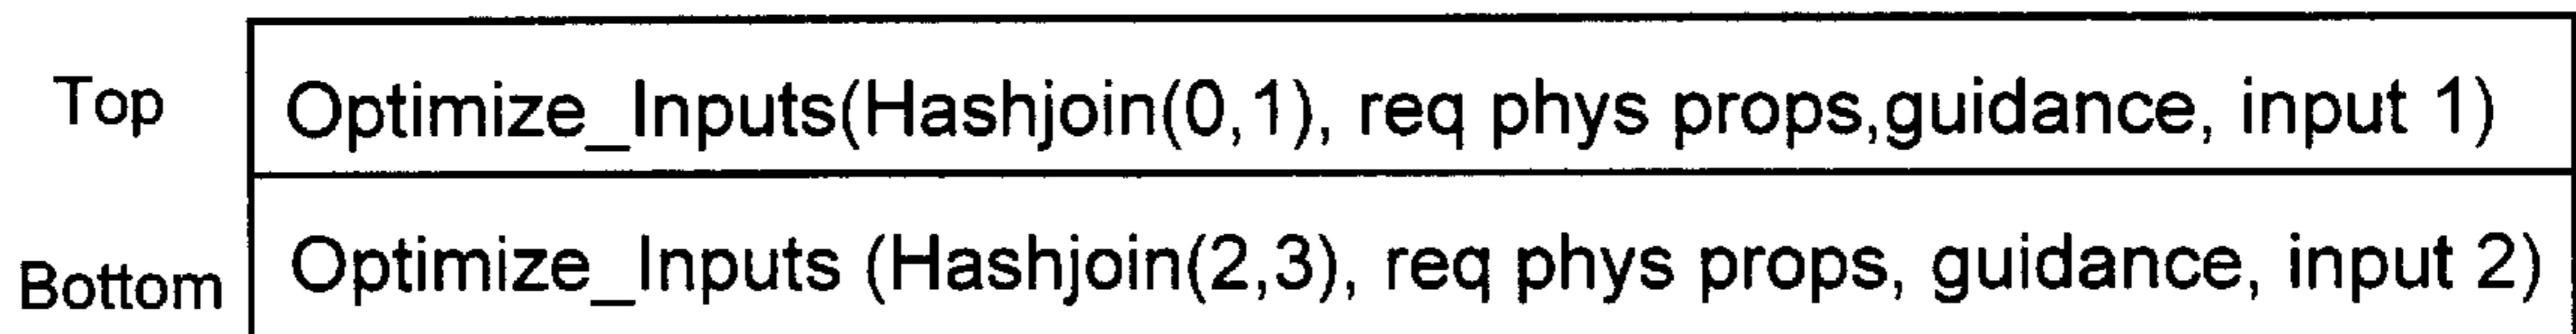 Top Optimize_Inputs(Hashjoin(0,1), req phys props,guidance, input 1)
Bottom Optimize_Inputs (Hashjoin(2,3), req phys props, guidance, input 2)